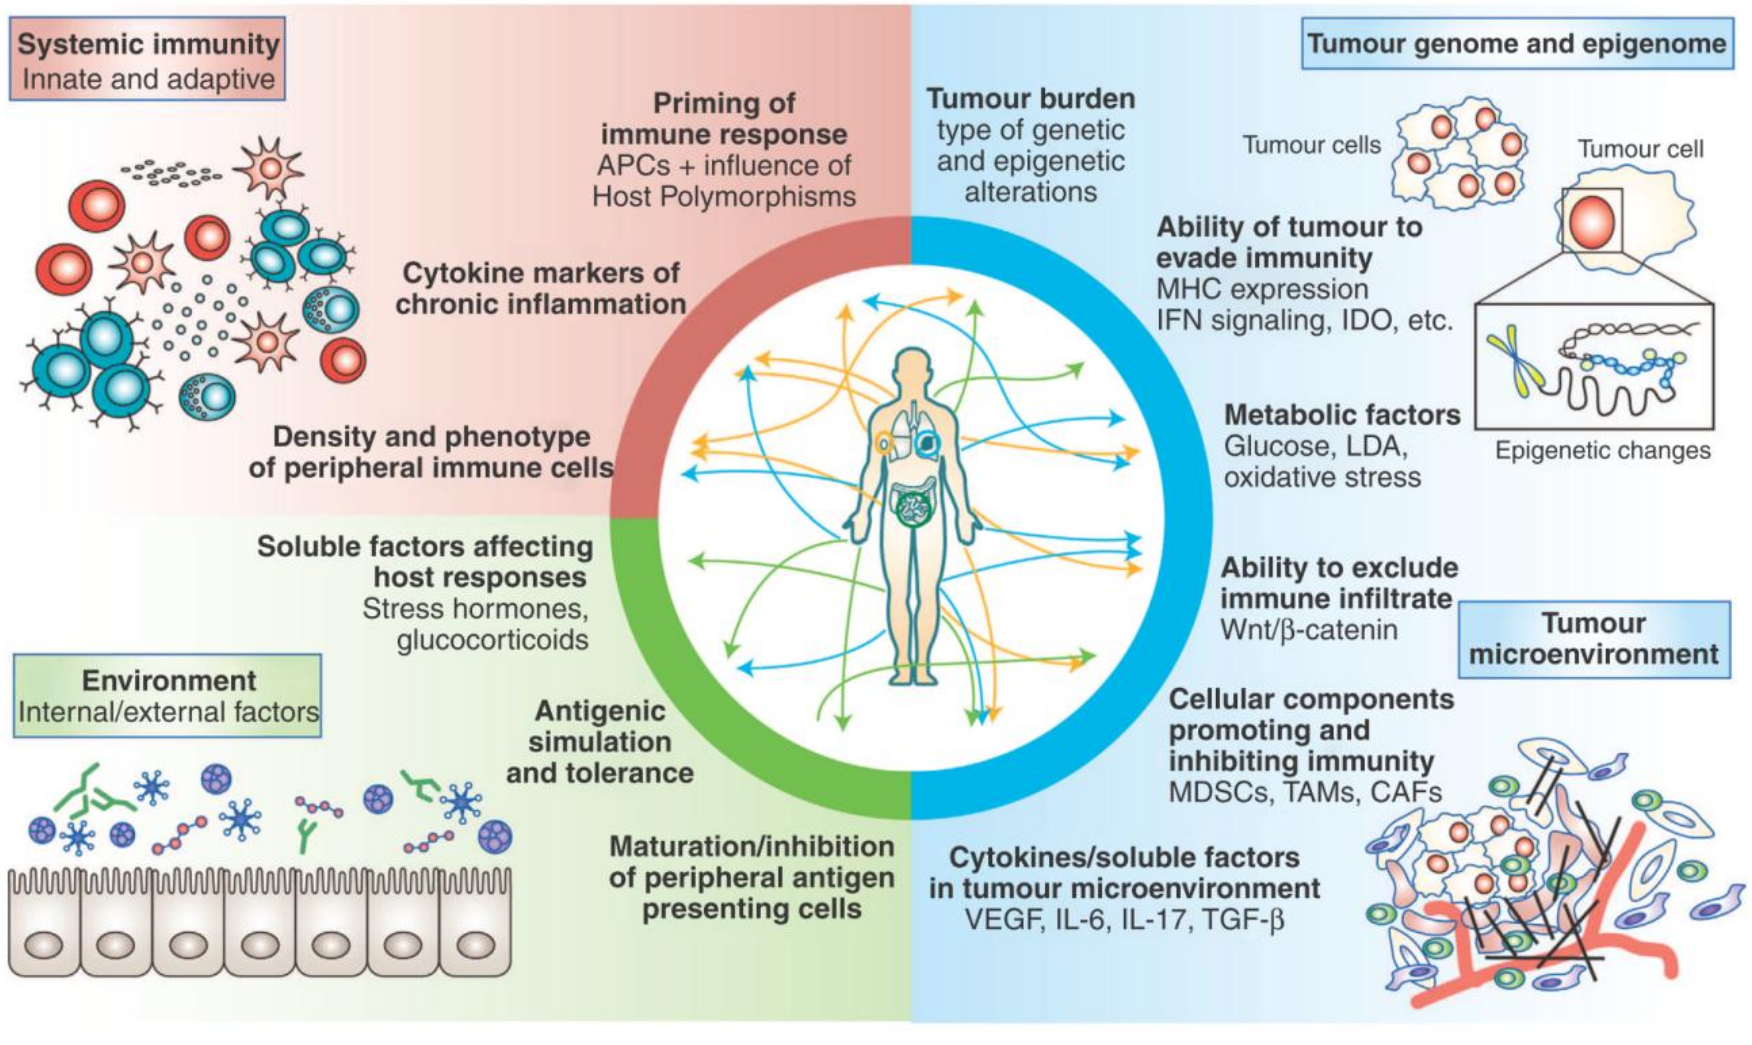 Systemic immunity
Innate and adaptive
Priming of
immune response
APCs + influence of
Host Polymorphisms
Cytokine markers of
chronic inflammation
Density and phenotype
of peripheral immune cells
Tumour genome and epigenome
Tumour burden
type of genetic
and epigenetic
alterations
Tumour cells
Tumour cell
Ability of tumour to
evade immunity
MHC expression
IFN signaling, IDO, etc.
Metabolic factors
Glucose, LDA,
oxidative stress
Epigenetic changes
Soluble factors affecting
host responses
Stress hormones,
glucocorticoids
Environment
Internal/external factors
Antigenic
simulation
and tolerance
Maturation/inhibition
of peripheral antigen
presenting cells
Ability to exclude
immune infiltrate
Wnt/β-catenin
Tumour
microenvironment
Cellular components
promoting and
inhibiting immunity
MDSCs, TAMs, CAFs
Cytokines/soluble factors
in tumour microenvironment
VEGF, IL-6, IL-17, TGF-β